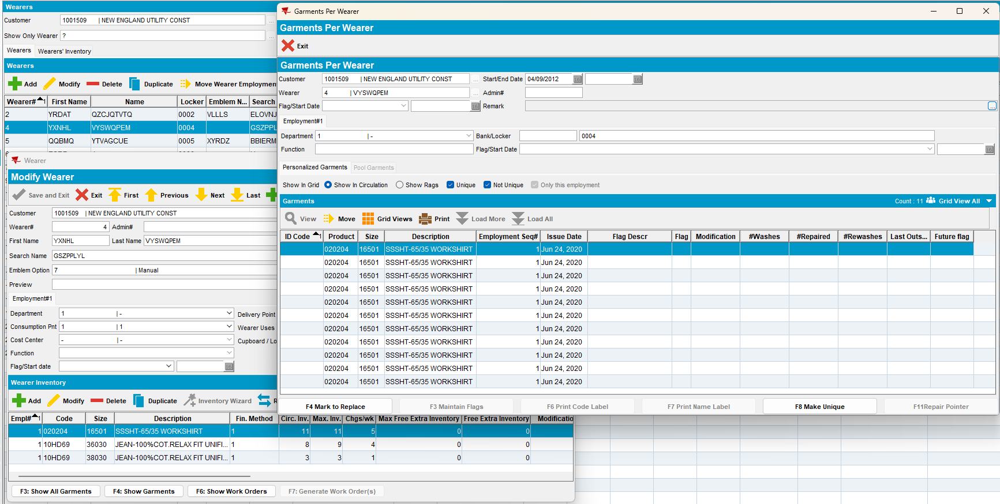 Wearers
Customer 1001509 | NEW ENGLAND UTILITY CONST ...
Show Only Wearer ? ...
Wearers Wearers' Inventory
Wearers
Add Modify Delete Duplicate Move Wearer Employmen
Wearer# 1 First Name Name Locker Emblem N... Search
2 YRDAT QZCJQTVTQ 0002 VLLLS ELOVNJ
4 YXNHL VYSWQPEM 0004 GSZPPL
5 QQBMQ YTVAGCUE 0005 XYRDZ BBIERM
Wearer
Modify Wearer
Save and Exit Exit First Previous Next Last
Customer 1001509 | NEW ENGLAND UTILITY CONST
Wearer# 4 Admin#
First Name YXNHL Last Name VYSWQPEM
Search Name GSZPPLYL
Emblem Option 7 | Manual
Preview
Employment#1
Department 1 | - Delivery Point
Consumption Pnt 1 | 1 Wearer Uses
Cost Center - | - Cupboard / Lo
Function
Flag/Start date 16
Wearer Inventory
Add Modify Delete Duplicate Inventory Wizard R
Empl# 1 Code Size Description Fin. Method Circ. Inv. Max. Inv. Chgs/wk Max Free Extra Inventory Free Extra Inventory Modificatio
1 020204 16501 SSSHT-65/35 WORKSHIRT 1 11 11 5 0 0
1 10HD69 36030 JEAN-100%COT.RELAX FIT UNIFI... 1 8 9 4 0 0
1 10HD69 38030 JEAN-100%COT.RELAX FIT UNIFI... 1 3 3 1 0 0
F3: Show All Garments F4: Show Garments F6: Show Work Orders F7: Generate Work Order(s)
Garments Per Wearer
Garments Per Wearer
Exit
Garments Per Wearer
Customer 1001509 | NEW ENGLAND UTILITY CONST ... Start/End Date 04/09/2012 16 16
Wearer 4 | VYSWQPEM ... Admin#
Flag/Start Date 16 Remark ...
Employment#1
Department 1 | - Bank/Locker 0004
Function Flag/Start Date 16
Personalized Garments Pool Garments
Show In Grid Show In Circulation Show Rags Unique Not Unique Only this employment
Garments Count : 11 Grid View All
View Move Grid Views Print Load More Load All
ID Code 1 Product Size Description Employment Seq# Issue Date Flag Descr Flag Modification #Washes #Repaired #Rewashes Last Outs... Future flag
020204 16501 SSSHT-65/35 WORKSHIRT 1 Jun 24, 2020
020204 16501 SSSHT-65/35 WORKSHIRT 1 Jun 24, 2020
020204 16501 SSSHT-65/35 WORKSHIRT 1 Jun 24, 2020
020204 16501 SSSHT-65/35 WORKSHIRT 1 Jun 24, 2020
020204 16501 SSSHT-65/35 WORKSHIRT 1 Jun 24, 2020
020204 16501 SSSHT-65/35 WORKSHIRT 1 Jun 24, 2020
020204 16501 SSSHT-65/35 WORKSHIRT 1 Jun 24, 2020
020204 16501 SSSHT-65/35 WORKSHIRT 1 Jun 24, 2020
020204 16501 SSSHT-65/35 WORKSHIRT 1 Jun 24, 2020
020204 16501 SSSHT-65/35 WORKSHIRT 1 Jun 24, 2020
020204 16501 SSSHT-65/35 WORKSHIRT 1 Jun 24, 2020
F4 Mark to Replace F3 Maintain Flags F6 Print Code Label F7 Print Name Label F8 Make Unique F11Repair Pointer